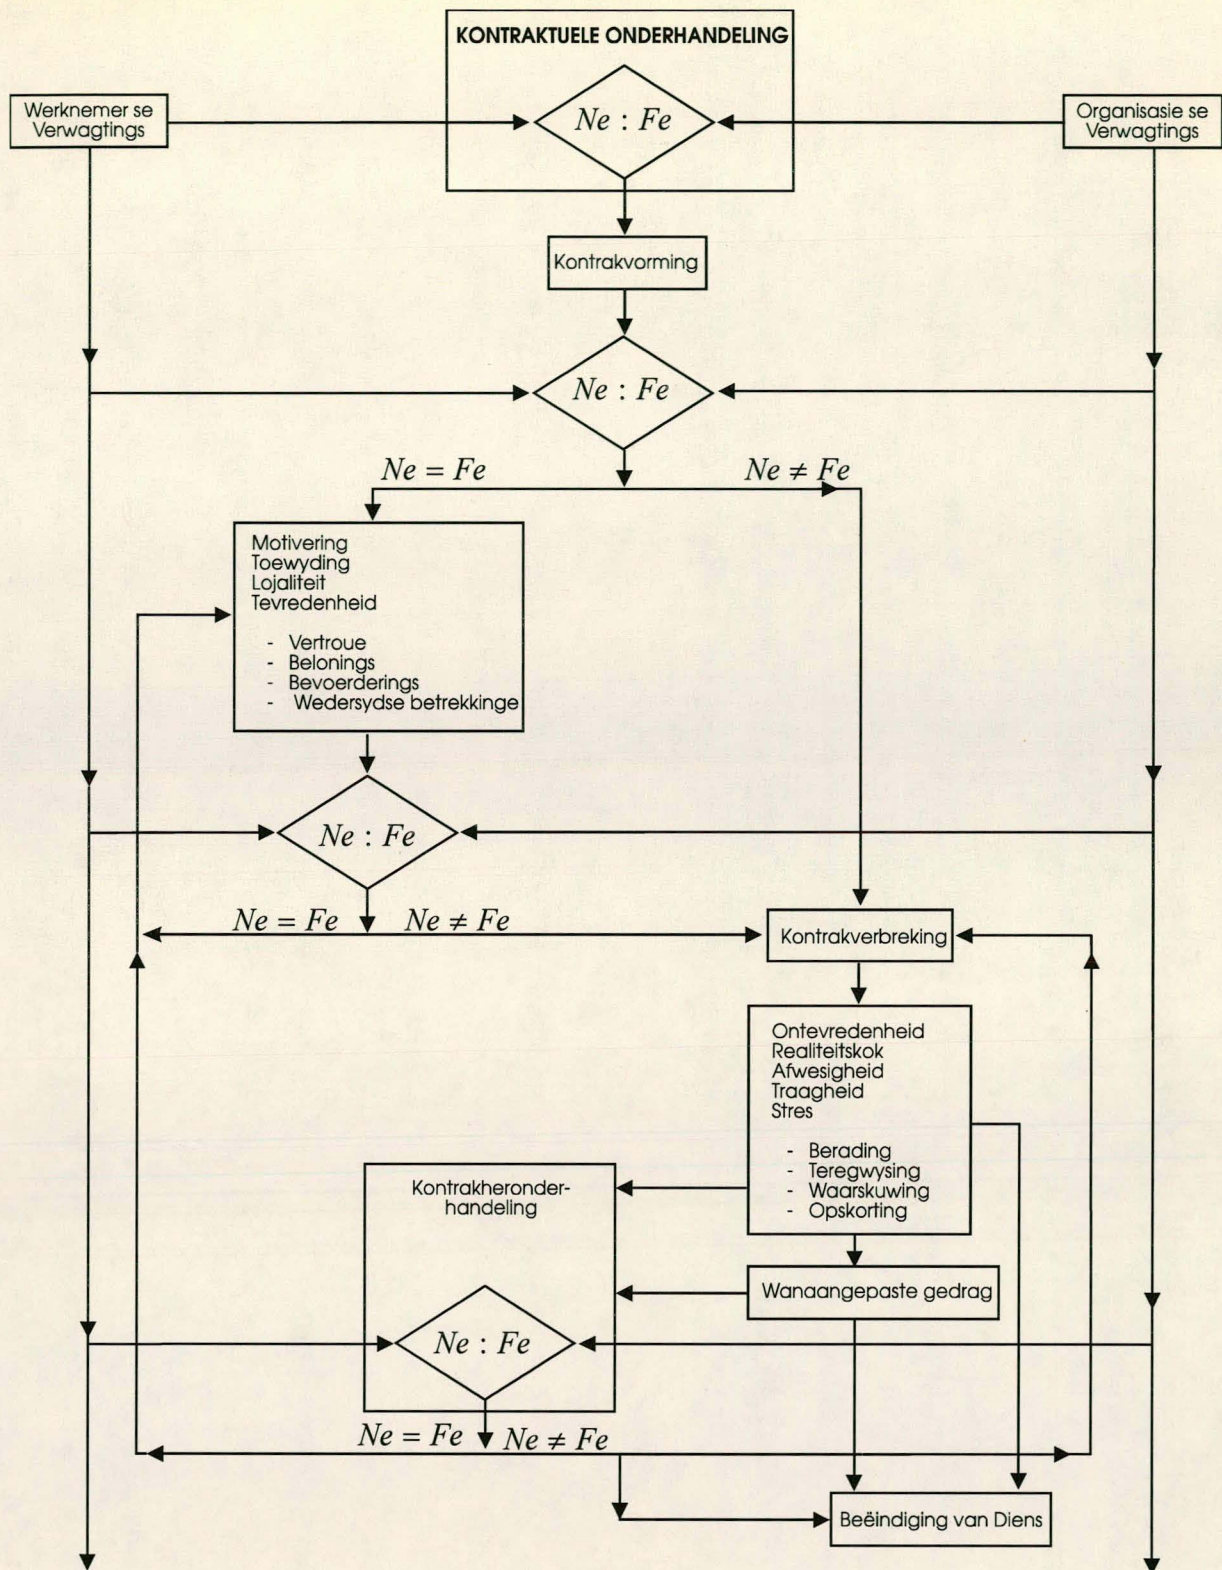 KONTRAKTUELE ONDERHANDELING
Werknemer se
Verwagtings
Ne : Fe
Organisasie se
Verwagtings
Kontrakvorming
Ne : Fe
Ne = Fe
Ne ≠ Fe
Motivering
Toewyding
Lojaliteit
Tevredenheid
- Vertroue
- Belonings
- Bevoerderings
- Wedersydse betrekkinge
Ne : Fe
Ne = Fe
Ne ≠ Fe
Kontrakverbreking
Ontevredenheid
Realiteitskok
Afwesigheid
Traagheid
Stres
- Berading
- Teregwysing
- Waarskuwing
- Opskorting
Kontrakheronder-
handeling
Wanaangepaste gedrag
Ne : Fe
Ne = Fe
Ne ≠ Fe
Beëindiging van Diens